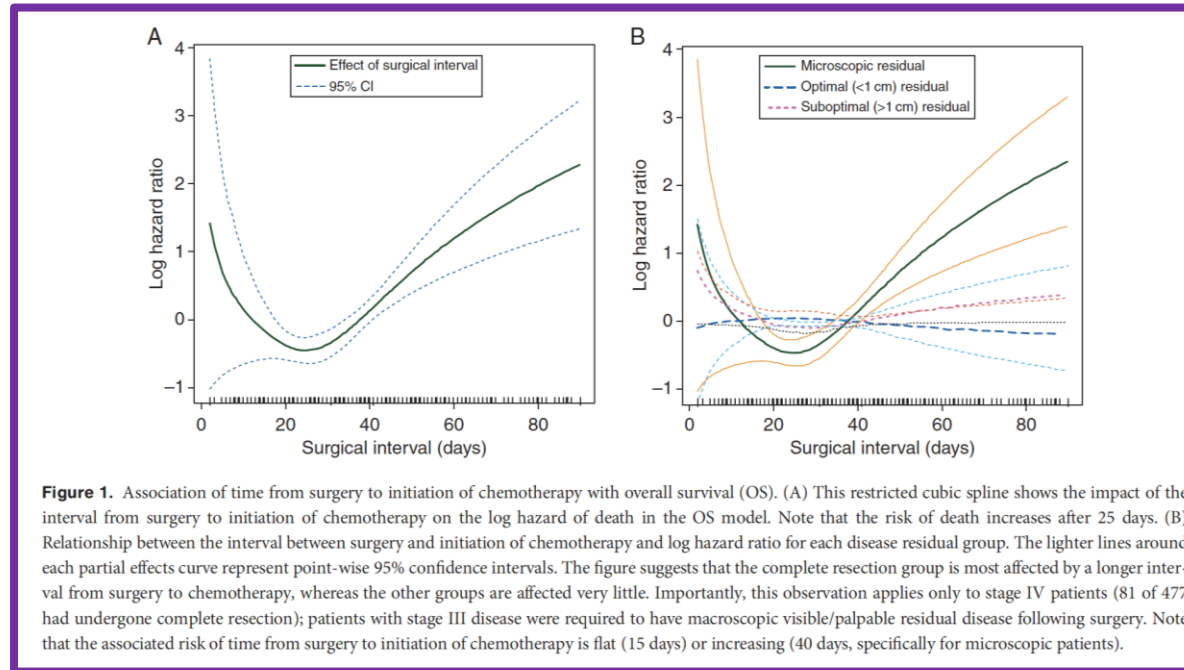 A
B
4
3
2
1
0
−1
Log hazard ratio
Effect of surgical interval
95% CI
0 20 40 60 80
Surgical interval (days)
4
3
2
1
0
−1
Log hazard ratio
Microscopic residual
Optimal (<1 cm) residual
Suboptimal (>1 cm) residual
0 20 40 60 80
Surgical interval (days)
Figure 1. Association of time from surgery to initiation of chemotherapy with overall survival (OS). (A) This restricted cubic spline shows the impact of the
interval from surgery to initiation of chemotherapy on the log hazard of death in the OS model. Note that the risk of death increases after 25 days. (B)
Relationship between the interval between surgery and initiation of chemotherapy and log hazard ratio for each disease residual group. The lighter lines around
each partial effects curve represent point-wise 95% confidence intervals. The figure suggests that the complete resection group is most affected by a longer inter-
val from surgery to chemotherapy, whereas the other groups are affected very little. Importantly, this observation applies only to stage IV patients (81 of 477
had undergone complete resection); patients with stage III disease were required to have macroscopic visible/palpable residual disease following surgery. Note
that the associated risk of time from surgery to initiation of chemotherapy is flat (15 days) or increasing (40 days, specifically for microscopic patients).